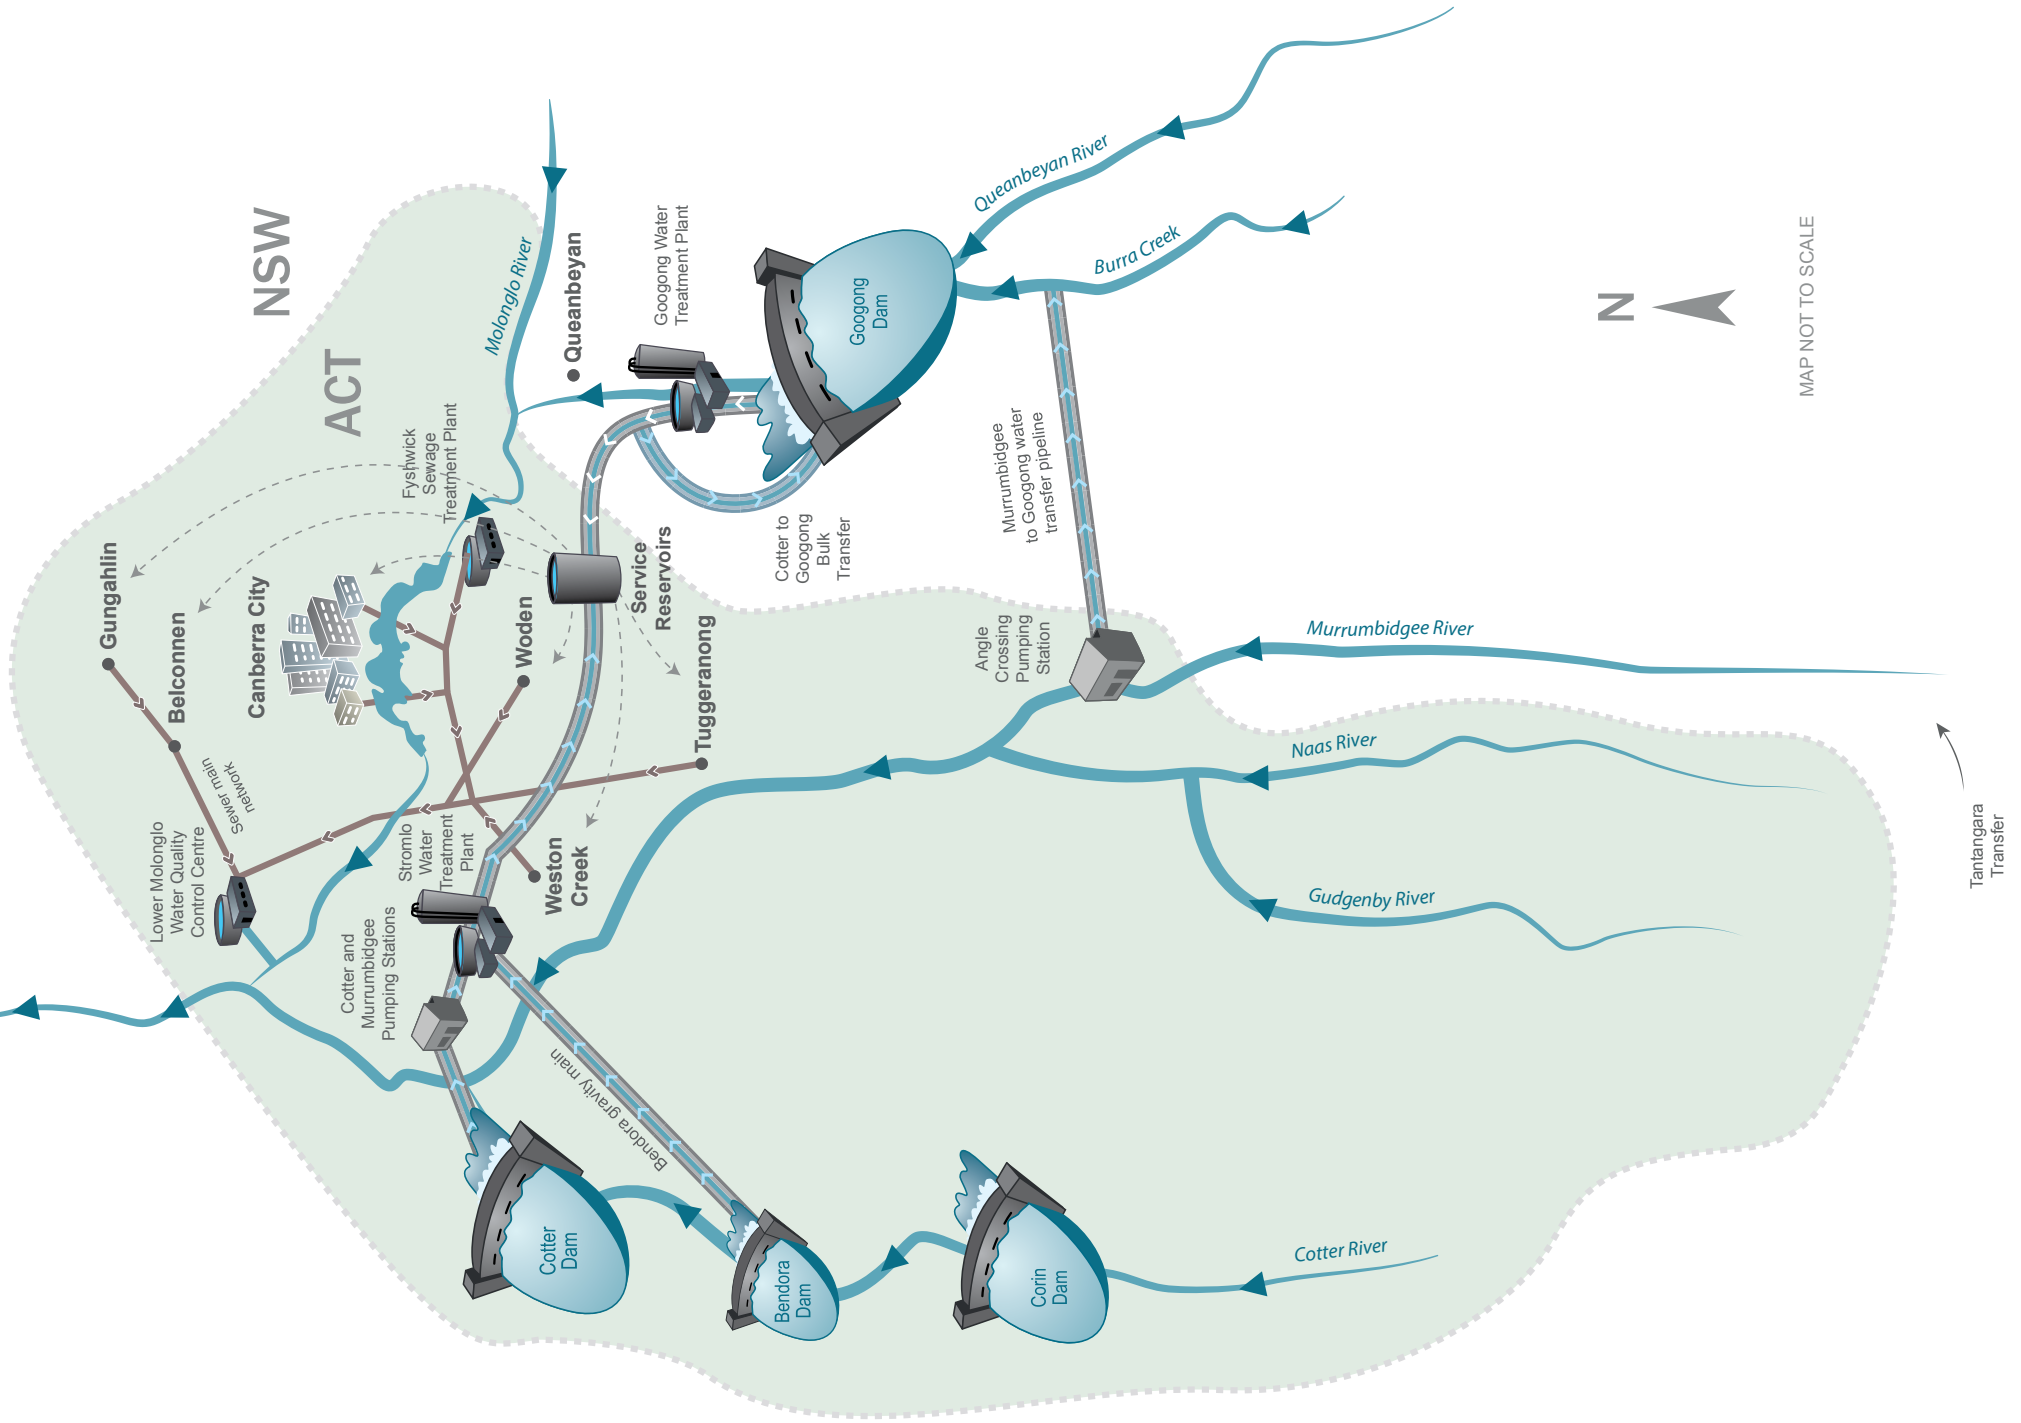 NSW
ACT
Molonglo River
Queanbeyan
Googong Water
Treatment Plant
Googong
Dam
Queanbeyan River
Burra Creek
N
MAP NOT TO SCALE
Fyshwick
Sewage
Treatment Plant
Gungahlin
Belconnen
Canberra City
Woden
Service
Reservoirs
Tuggeranong
Cotter to
Googong
Bulk
Transfer
Murrumbidgee
to Googong water
transfer pipeline
Angle
Crossing
Pumping
Station
Murrumbidgee River
Naas River
Gudgenby River
Tantangara
Transfer
Sewer main
network
Lower Molonglo
Water Quality
Control Centre
Stromlo
Water
Treatment
Plant
Weston
Creek
Cotter and
Murrumbidgee
Pumping Stations
Bendora gravity main
Cotter
Dam
Bendora
Dam
Corin
Dam
Cotter River